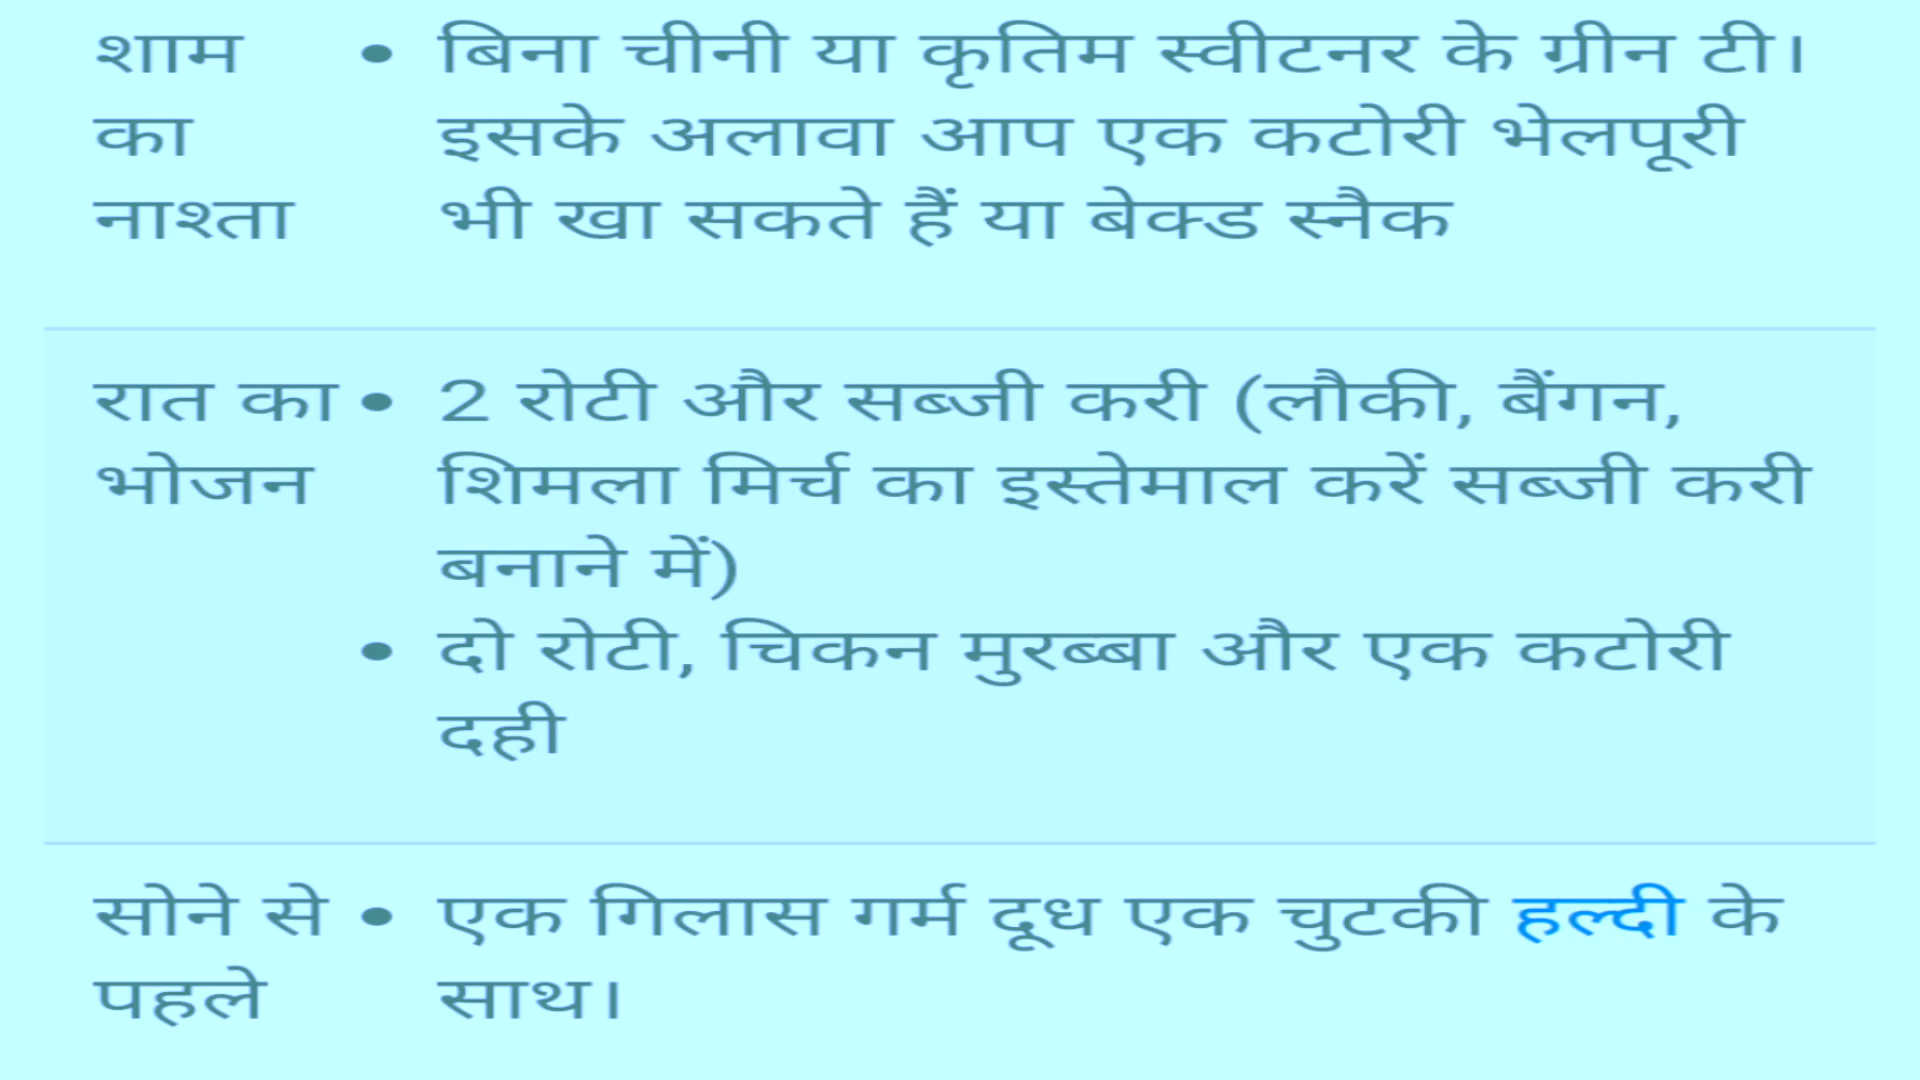 शाम • बिना चीनी या कृतिम स्वीटनर के ग्रीन टी।
का इसके अलावा आप एक कटोरी भेलपूरी
नाश्ता भी खा सकते हैं या बेक्ड स्नैक
रात का • 2 रोटी और सब्जी करी (लौकी, बैंगन,
भोजन शिमला मिर्च का इस्तेमाल करें सब्जी करी
बनाने में)
• दो रोटी, चिकन मुरब्बा और एक कटोरी
दही
सोने से • एक गिलास गर्म दूध एक चुटकी हल्दी के
पहले साथ।